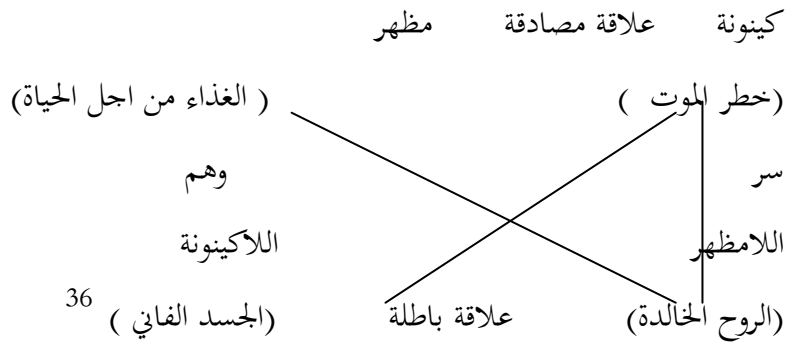 كينونة علاقة مصادقة مظهر
(خطر الموت ) ( الغذاء من اجل الحياة)
سر وهم
اللامظهر اللاكينونة
(الروح الخالدة) علاقة باطلة (الجسد الفاني ) 36